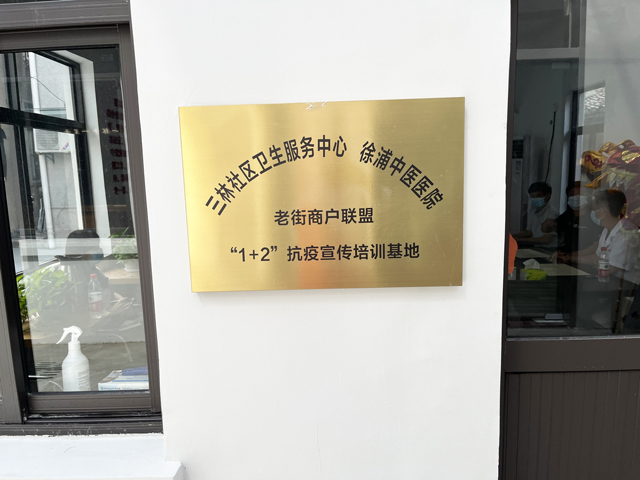 三林社区卫生服务中心 徐浦中医医院
老街商户联盟
“1+2”抗疫宣传培训基地